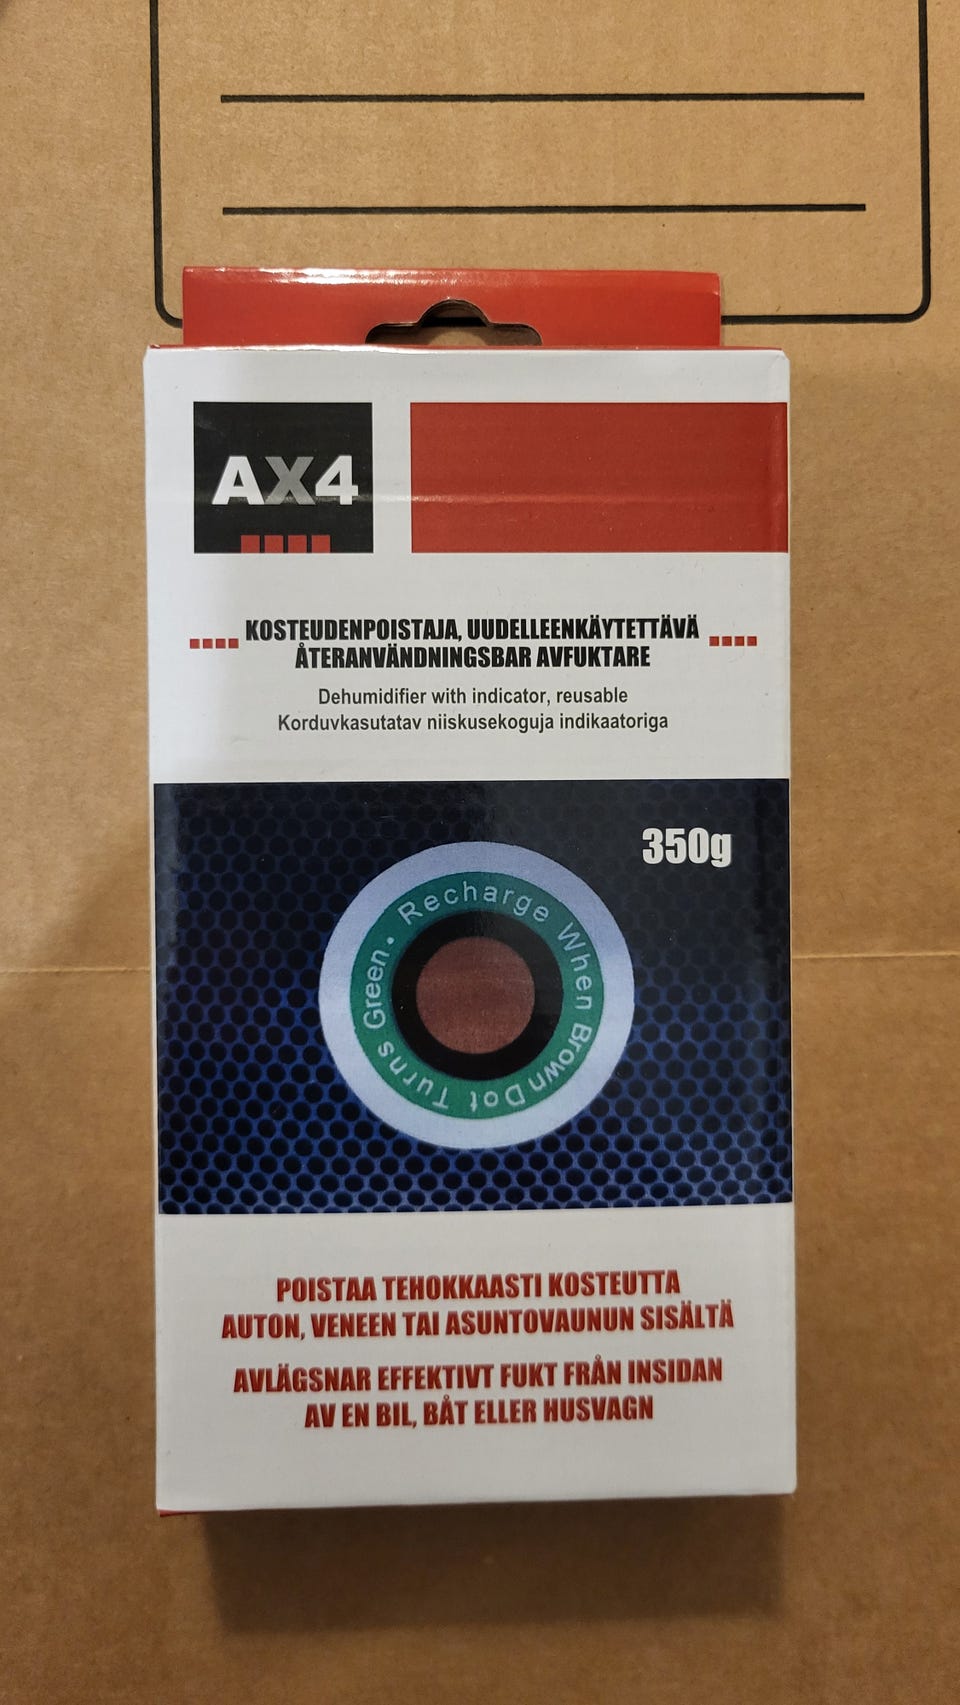 AX4
KOSTEUDENPOISTAJA, UUDELLEENKÄYTETTÄVÄ
ÅTERANVÄNDNINGSBAR AVFUKTARE
Dehumidifier with indicator, reusable
Korduvkasutatav niiskusekoguja indikaatoriga
350g
Recharge When Brown Dot Turns Green.
POISTAA TEHOKKAASTI KOSTEUTTA
AUTON, VENEEN TAI ASUNTOVAUNUN SISÄLTÄ
AVLÄGSNAR EFFEKTIVT FUKT FRÅN INSIDAN
AV EN BIL, BÅT ELLER HUSVAGN